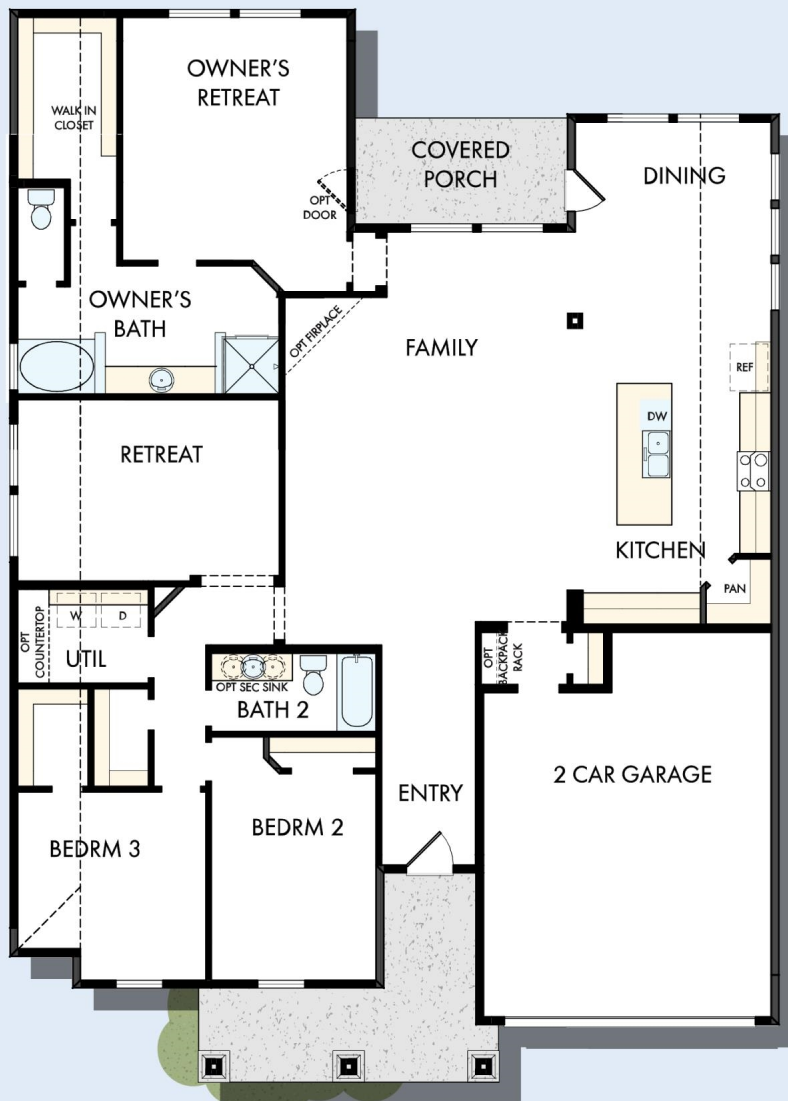 OWNER'S
RETREAT
WALK IN
CLOSET
COVERED
PORCH
DINING
OPT
DOOR
OWNER'S
BATH
OPT FIRPLACE
FAMILY
REF
DW
RETREAT
KITCHEN
PAN
W
D
OPT
COUNTERTOP
UTIL
OPT
BACKPACK
RACK
OPT SEC SINK
BATH 2
2 CAR GARAGE
ENTRY
BEDRM 2
BEDRM 3